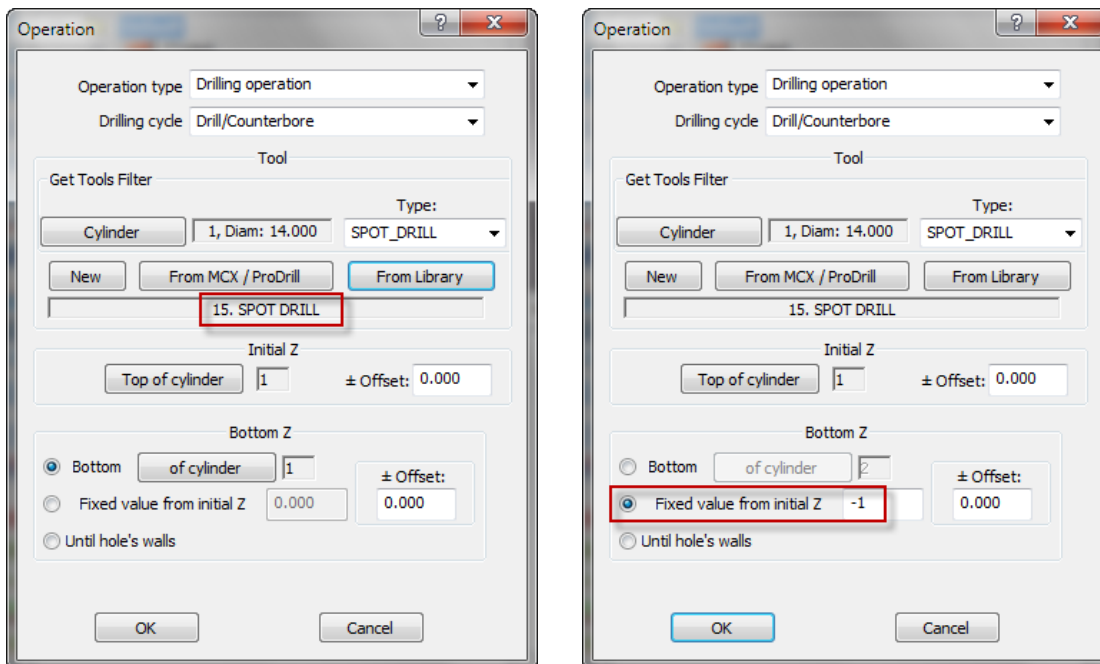 Operation
Operation type Drilling operation
Drilling cycle Drill/Counterbore
Tool
Get Tools Filter
Type:
Cylinder 1, Diam: 14.000 SPOT_DRILL
New From MCX / ProDrill From Library
15. SPOT DRILL
Initial Z
Top of cylinder 1 ± Offset: 0.000
Bottom Z
Bottom of cylinder 1 ± Offset:
Fixed value from initial Z 0.000 0.000
Until hole's walls
OK Cancel
Operation
Operation type Drilling operation
Drilling cycle Drill/Counterbore
Tool
Get Tools Filter
Type:
Cylinder 1, Diam: 14.000 SPOT_DRILL
New From MCX / ProDrill From Library
15. SPOT DRILL
Initial Z
Top of cylinder 1 ± Offset: 0.000
Bottom Z
Bottom of cylinder 2 ± Offset:
Fixed value from initial Z -1 0.000
Until hole's walls
OK Cancel